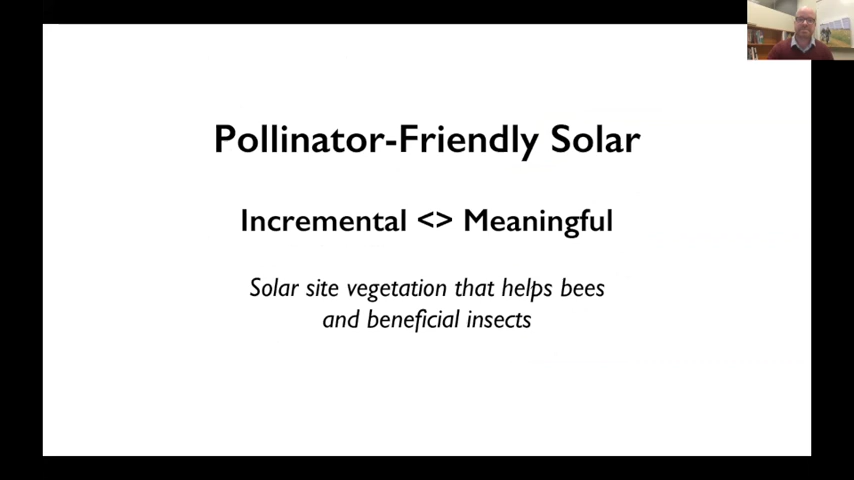 Pollinator-Friendly Solar
Incremental <> Meaningful
Solar site vegetation that helps bees
and beneficial insects